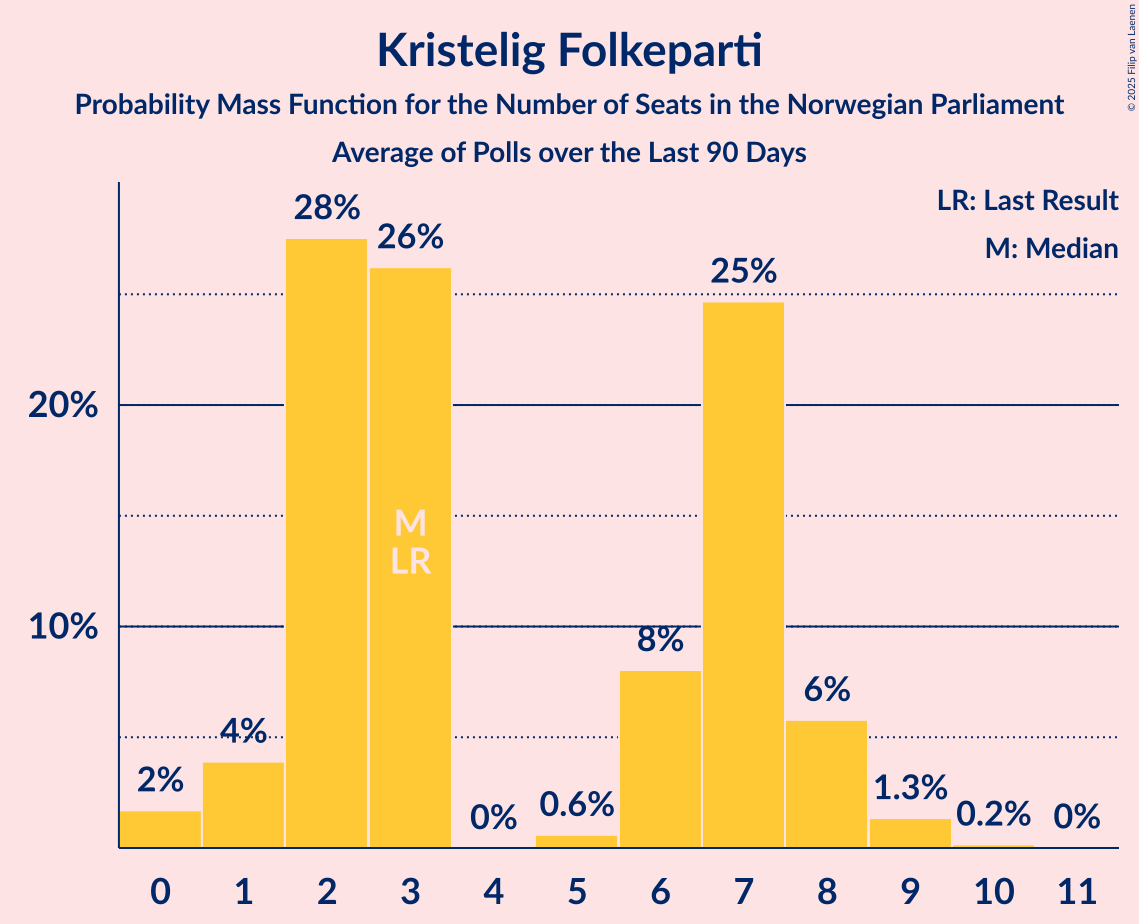 Kristelig Folkeparti
Probability Mass Function for the Number of Seats in the Norwegian Parliament
Average of Polls over the Last 90 Days
© 2025 Filip van Laenen
LR: Last Result
M: Median
28%
26%
25%
20%
M
LR
10%
8%
6%
4%
2%
1.3%
0.6%
0.2%
0%
0%
0 1 2 3 4 5 6 7 8 9 10 11